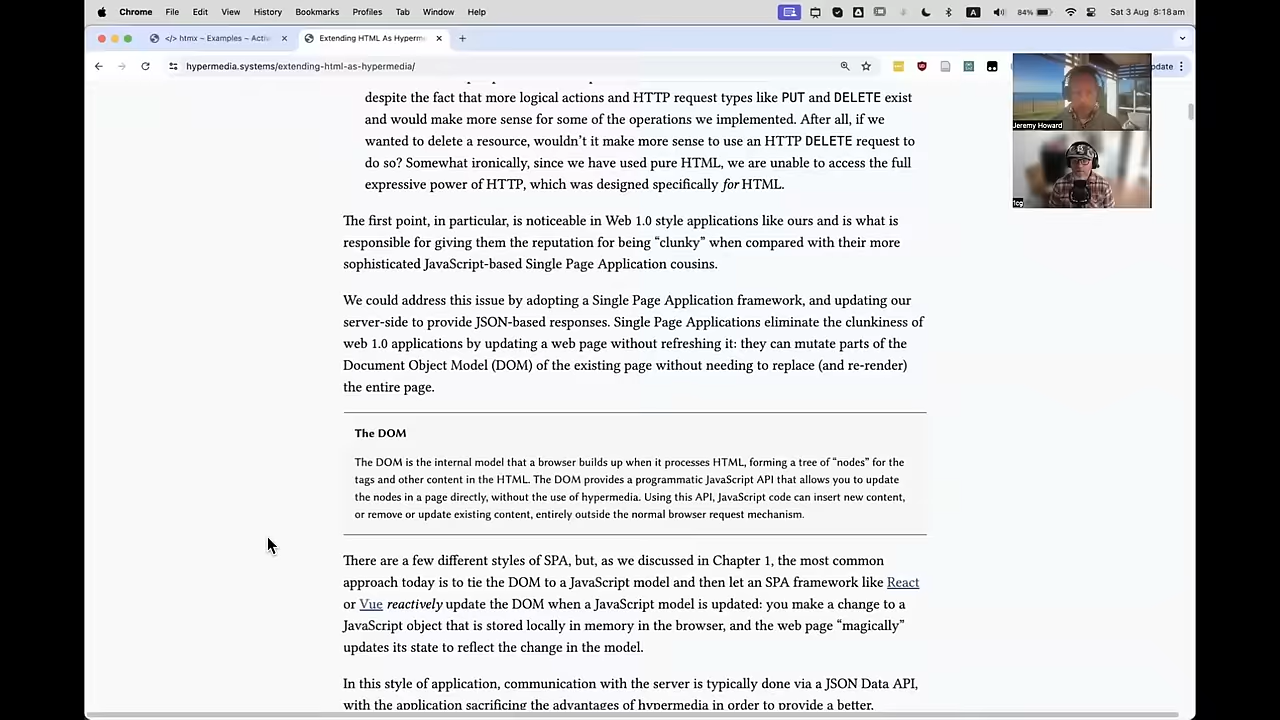 Chrome File Edit View History Bookmarks Profiles Tab Window Help
A 84% Sat 3 Aug 8:18am
</> htmx ~ Examples ~ Activ
Extending HTML As Hyperm
hypermedia.systems/extending-html-as-hypermedia/
Jeremy Howard
despite the fact that more logical actions and HTTP request types like PUT and DELETE exist
and would make more sense for some of the operations we implemented. After all, if we
wanted to delete a resource, wouldn’t it make more sense to use an HTTP DELETE request to
do so? Somewhat ironically, since we have used pure HTML, we are unable to access the full
expressive power of HTTP, which was designed specifically for HTML.
The first point, in particular, is noticeable in Web 1.0 style applications like ours and is what is
responsible for giving them the reputation for being “clunky” when compared with their more
sophisticated JavaScript-based Single Page Application cousins.
We could address this issue by adopting a Single Page Application framework, and updating our
server-side to provide JSON-based responses. Single Page Applications eliminate the clunkiness of
web 1.0 applications by updating a web page without refreshing it: they can mutate parts of the
Document Object Model (DOM) of the existing page without needing to replace (and re-render)
the entire page.
The DOM
The DOM is the internal model that a browser builds up when it processes HTML, forming a tree of “nodes” for the
tags and other content in the HTML. The DOM provides a programmatic JavaScript API that allows you to update
the nodes in a page directly, without the use of hypermedia. Using this API, JavaScript code can insert new content,
or remove or update existing content, entirely outside the normal browser request mechanism.
There are a few different styles of SPA, but, as we discussed in Chapter 1, the most common
approach today is to tie the DOM to a JavaScript model and then let an SPA framework like React
or Vue reactively update the DOM when a JavaScript model is updated: you make a change to a
JavaScript object that is stored locally in memory in the browser, and the web page “magically”
updates its state to reflect the change in the model.
In this style of application, communication with the server is typically done via a JSON Data API,
with the application sacrificing the advantages of hypermedia in order to provide a better,